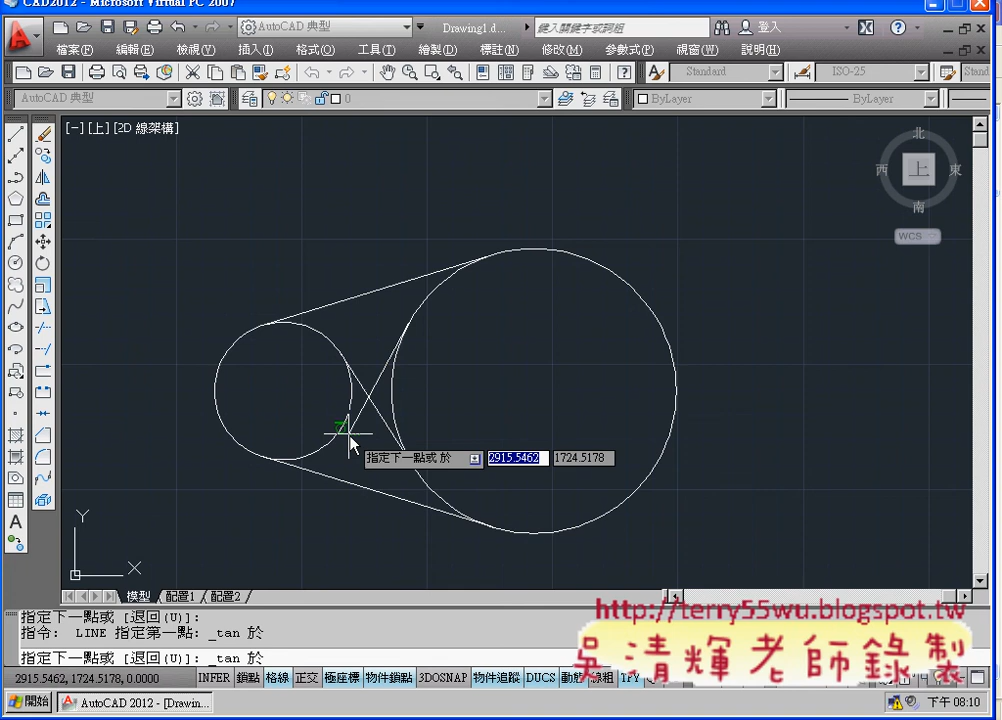 CAD2012 - Microsoft Virtual PC 2007
AutoCAD 典型
Drawing1.d...
鍵入關鍵字或詞組
登入
檔案(F) 編輯(E) 檢視(V) 插入(I) 格式(O) 工具(T) 繪製(D) 標註(N) 修改(M) 參數式(P) 視窗(W) 說明(H)
Standard ISO-25 Stand
AutoCAD 典型 0 ByLayer ByLayer
[−] [上] [2D 線架構]
北
西 上 東
南
WCS
指定下一點或 於 2915.5462 1724.5178
Y
X
模型 配置1 配置2
指定下一點或 [退回(U)]:
指令: LINE 指定第一點: _tan 於
指定下一點或 [退回(U)]: _tan 於
http://terry55wu.blogspot.tw
吳清輝老師錄製
2915.5462, 1724.5178, 0.0000 INFER 鎖點 格線 正交 極座標 物件鎖點 3DOSNAP 物件追蹤 DUCS
開始 AutoCAD 2012 - [Drawin... 下午 08:10